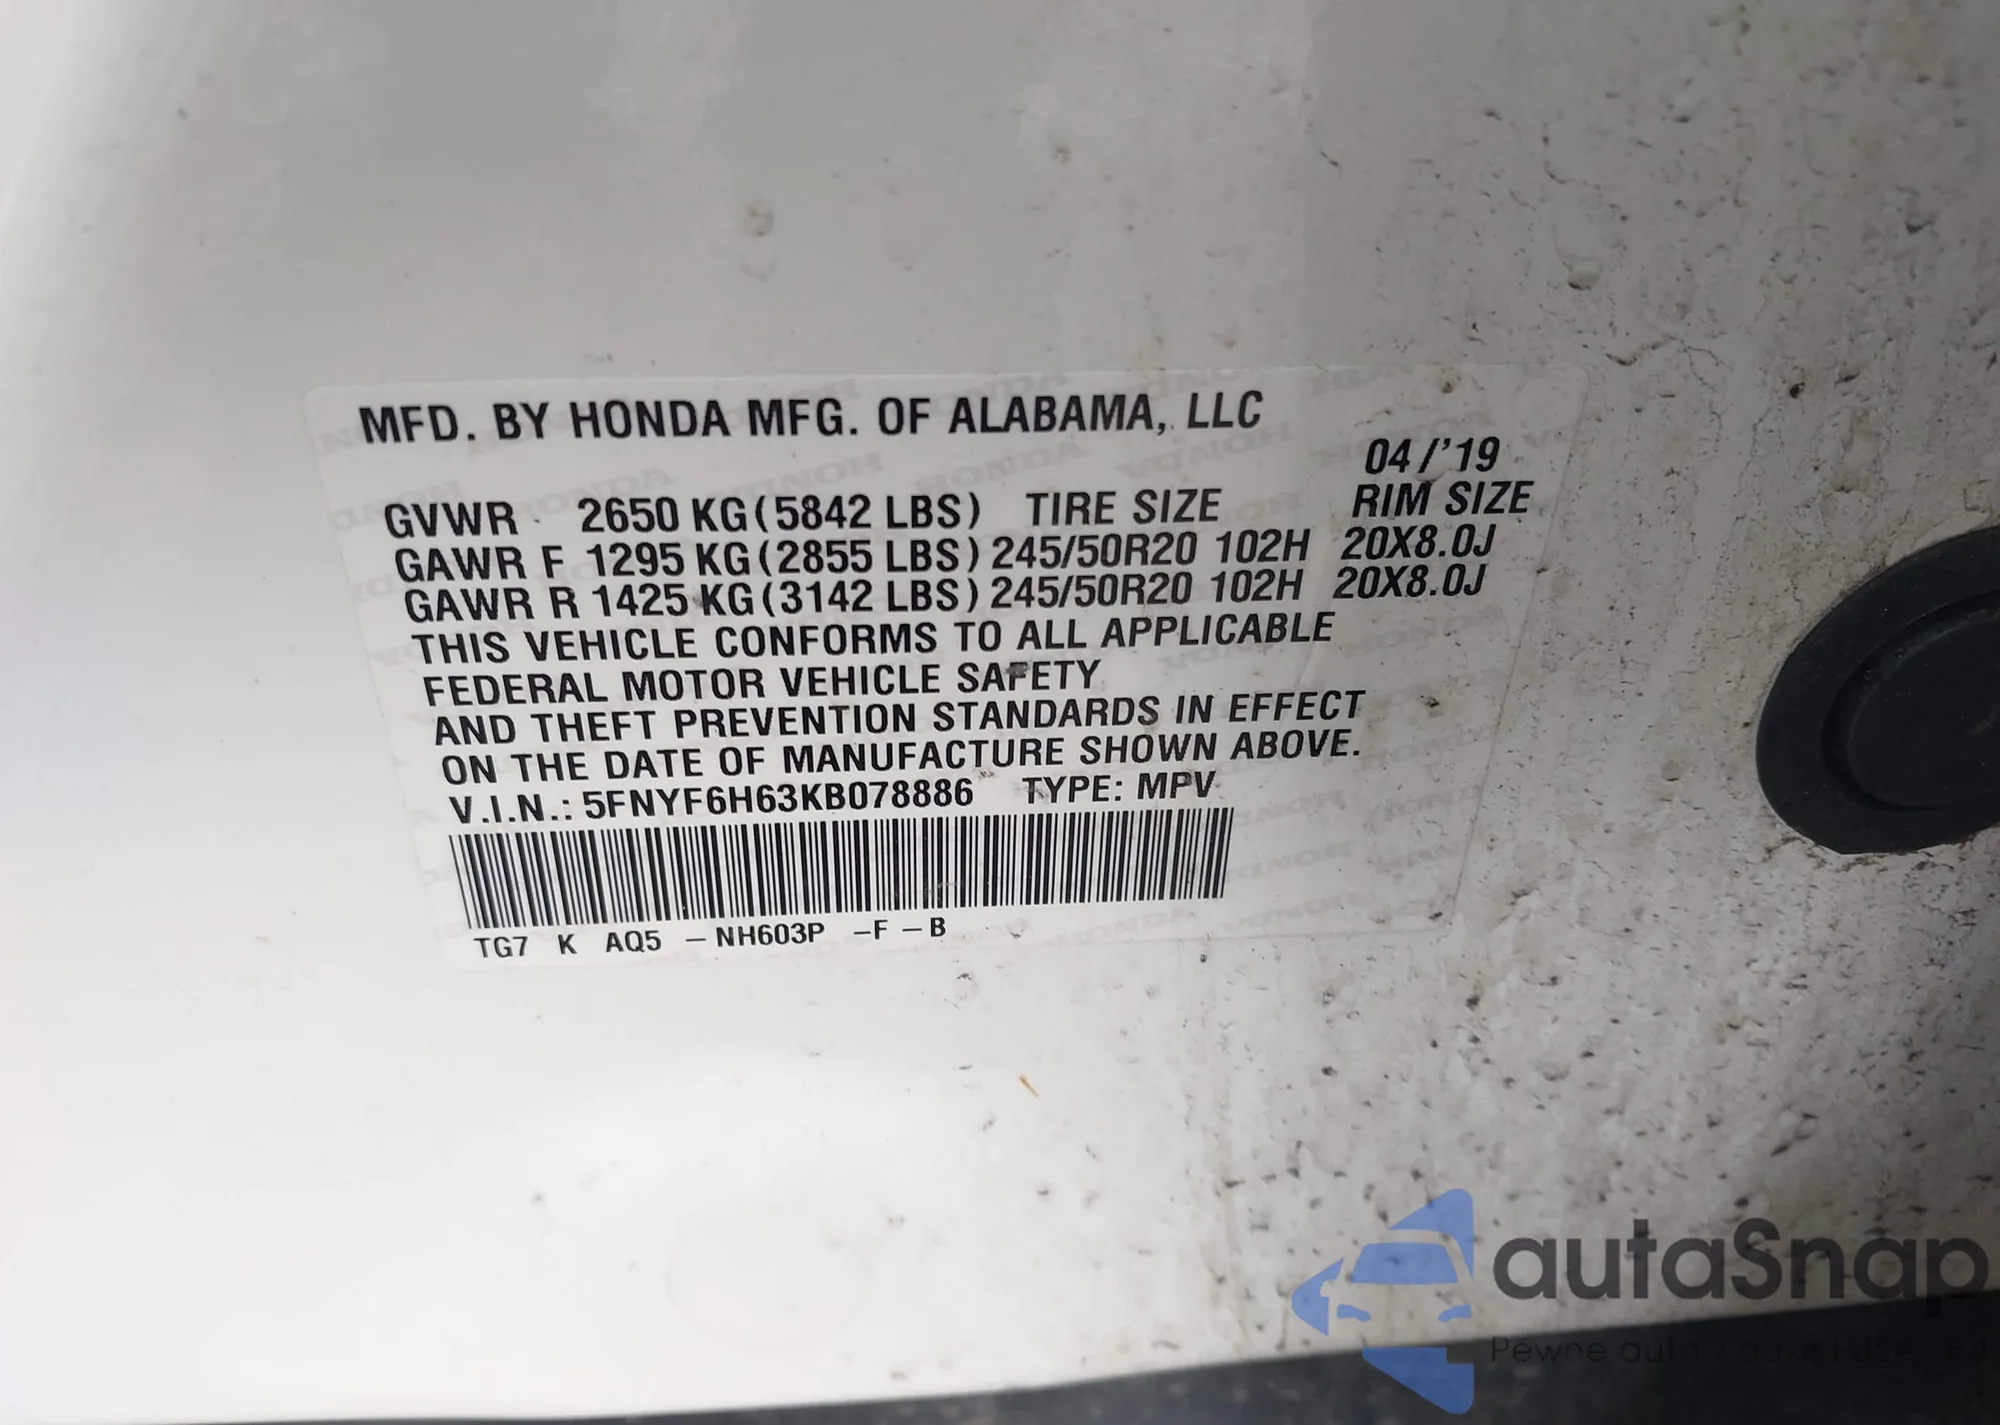 MFD. BY HONDA MFG. OF ALABAMA, LLC
04/'19
GVWR 2650 KG (5842 LBS) TIRE SIZE RIM SIZE
GAWR F 1295 KG (2855 LBS) 245/50R20 102H 20X8.0J
GAWR R 1425 KG (3142 LBS) 245/50R20 102H 20X8.0J
THIS VEHICLE CONFORMS TO ALL APPLICABLE
FEDERAL MOTOR VEHICLE SAFETY
AND THEFT PREVENTION STANDARDS IN EFFECT
ON THE DATE OF MANUFACTURE SHOWN ABOVE.
V.I.N.: 5FNYF6H63KB078886 TYPE: MPV
TG7 K AQ5 – NH603P –F – B
autaSnap
Pewne auta z